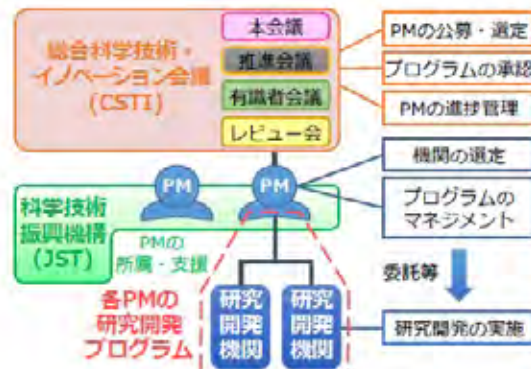 総合科学技術・
イノベーション会議
(CSTI)
本会議
推進会議
有識者会議
レビュー会
PMの公募・選定
プログラムの承認
PMの進捗管理
機関の選定
プログラムの
マネジメント
委託等
研究開発の実施
科学技術
振興機構
(JST)
PM
PM
PMの
所属・支援
各PMの
研究開発
プログラム
研究
開発
機関
研究
開発
機関